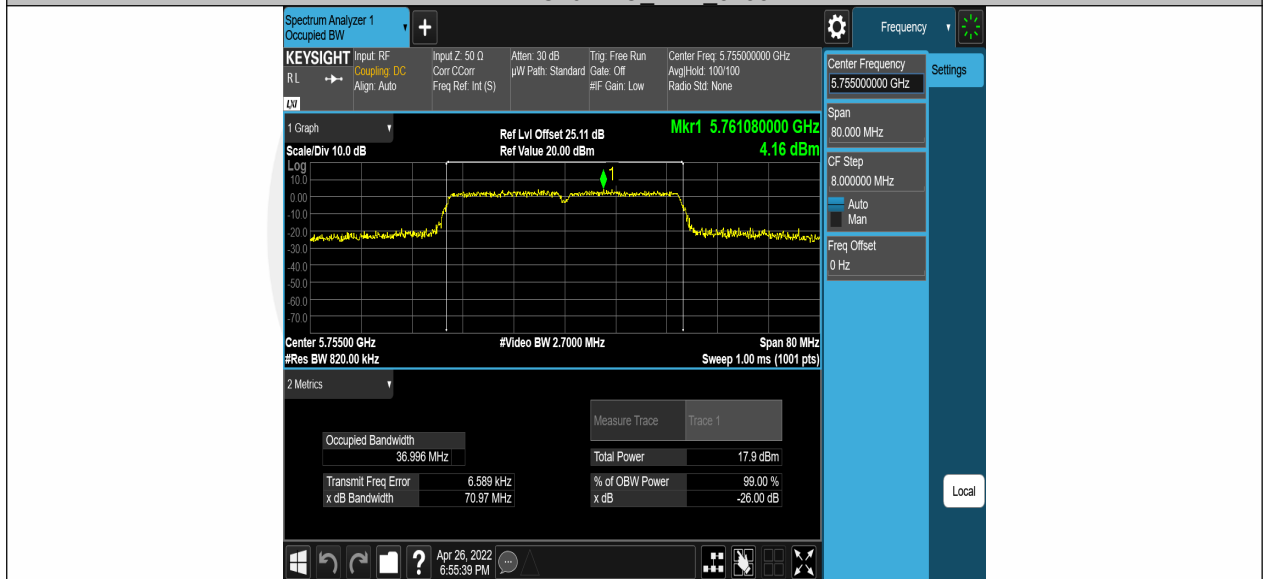 Spectrum Analyzer 1
Occupied BW
+
Frequency
KEYSIGHT
RL
LXI
Input: RF
Coupling: DC
Align: Auto
Input Z: 50 Ω
Corr CCorr
Freq Ref: Int (S)
Atten: 30 dB
µW Path: Standard
Trig: Free Run
Gate: Off
#IF Gain: Low
Center Freq: 5.755000000 GHz
Avg|Hold: 100/100
Radio Std: None
Center Frequency
5.755000000 GHz
Settings
Span
80.000 MHz
CF Step
8.000000 MHz
Auto
Man
Freq Offset
0 Hz
Local
1 Graph
Scale/Div 10.0 dB
Ref Lvl Offset 25.11 dB
Ref Value 20.00 dBm
Mkr1 5.761080000 GHz
4.16 dBm
Log
10.0
0.00
-10.0
-20.0
-30.0
-40.0
-50.0
-60.0
-70.0
1
Center 5.75500 GHz
#Video BW 2.7000 MHz
Span 80 MHz
#Res BW 820.00 kHz
Sweep 1.00 ms (1001 pts)
2 Metrics
Measure Trace Trace 1
Occupied Bandwidth
36.996 MHz
Total Power 17.9 dBm
Transmit Freq Error 6.589 kHz
% of OBW Power 99.00 %
x dB Bandwidth 70.97 MHz
x dB -26.00 dB
?
Apr 26, 2022
6:55:39 PM